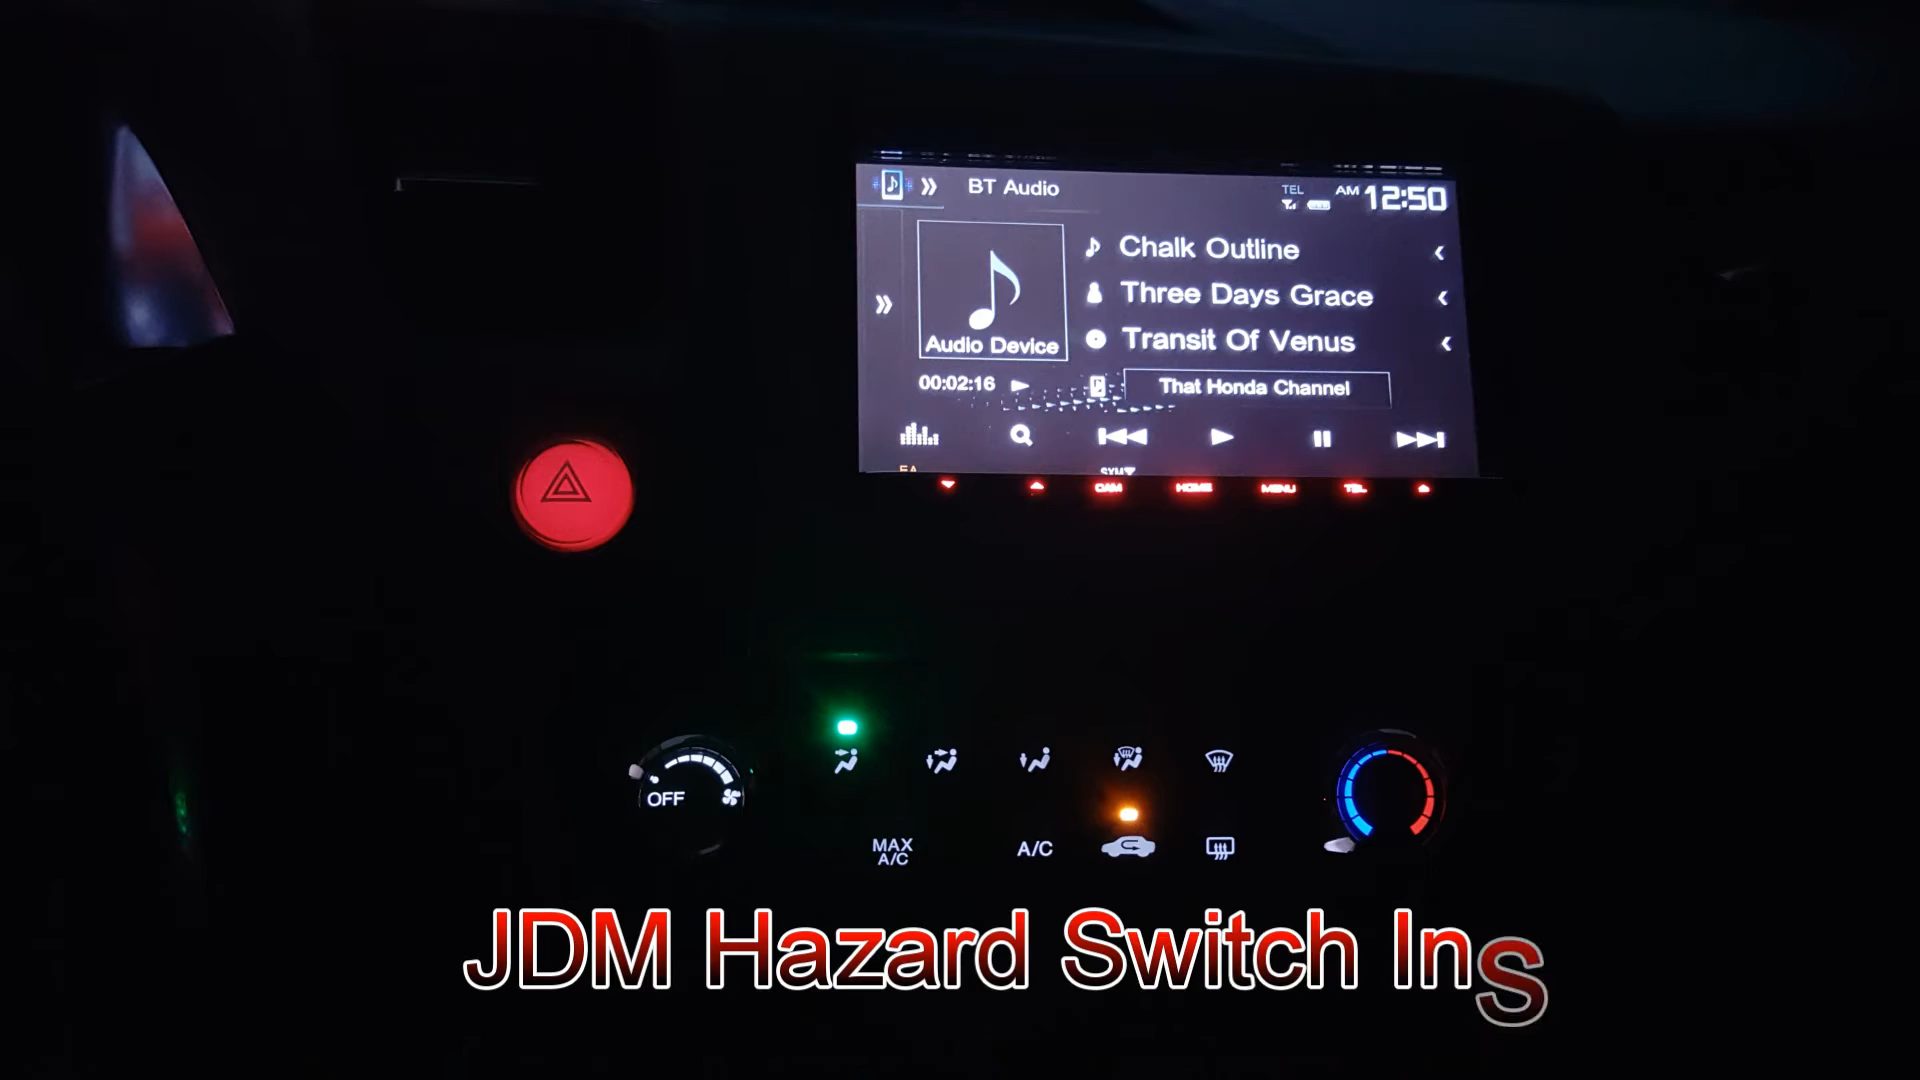 BT Audio
TEL
AM 12:50
Chalk Outline
Three Days Grace
Transit Of Venus
Audio Device
00:02:16
That Honda Channel
SXM
CAM HOME MENU TEL
OFF
MAX
A/C
A/C
JDM Hazard Switch Ins